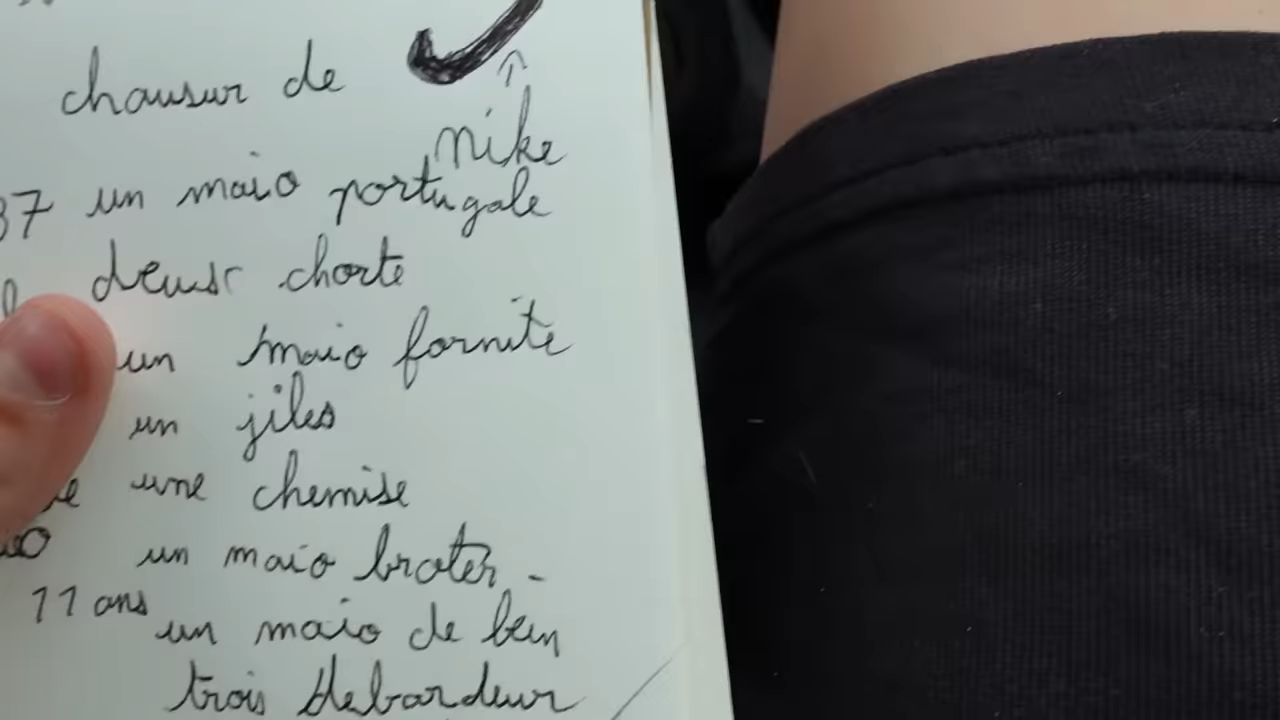 chausur de
nike
37 un maio portugale
deusr chorte
un maio fornite
un jiles
une chemise
un maio brater -
11 ans
un maio de bein
trois debardeur